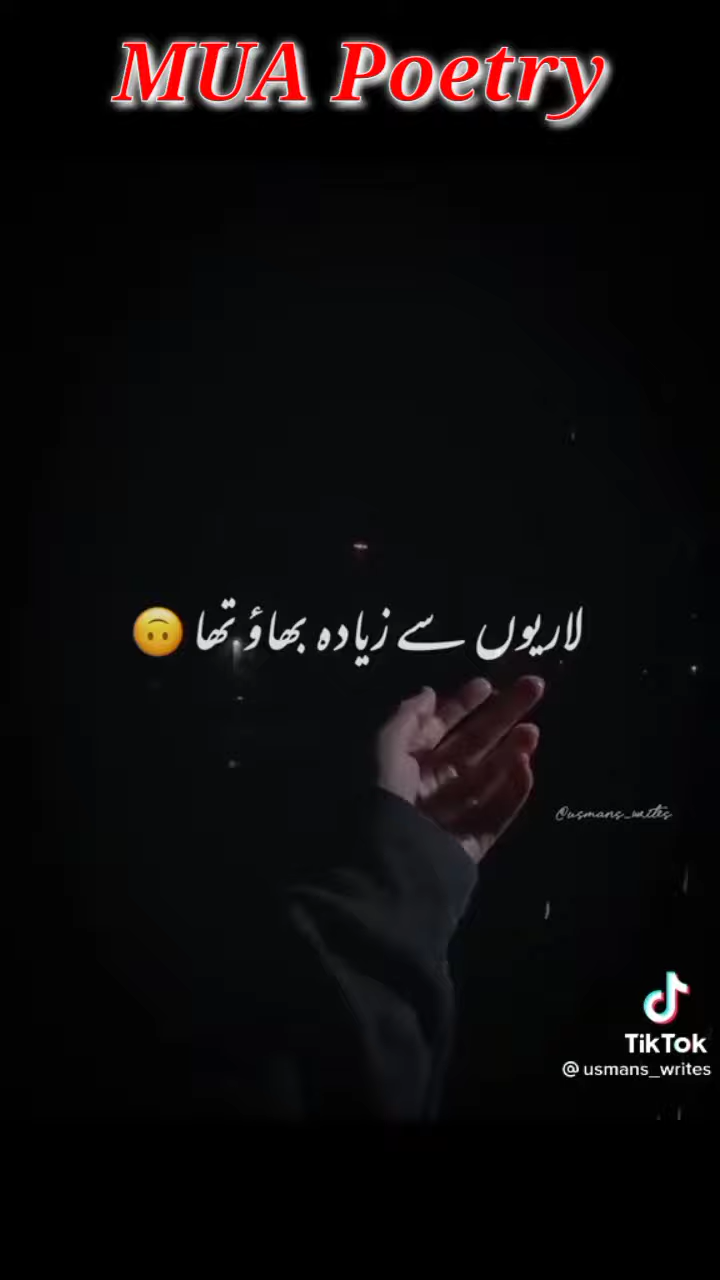 MUA Poetry
لاریوں سے زیادہ بھاؤ تھا 🙃
@usmans_writes
TikTok
@usmans_writes